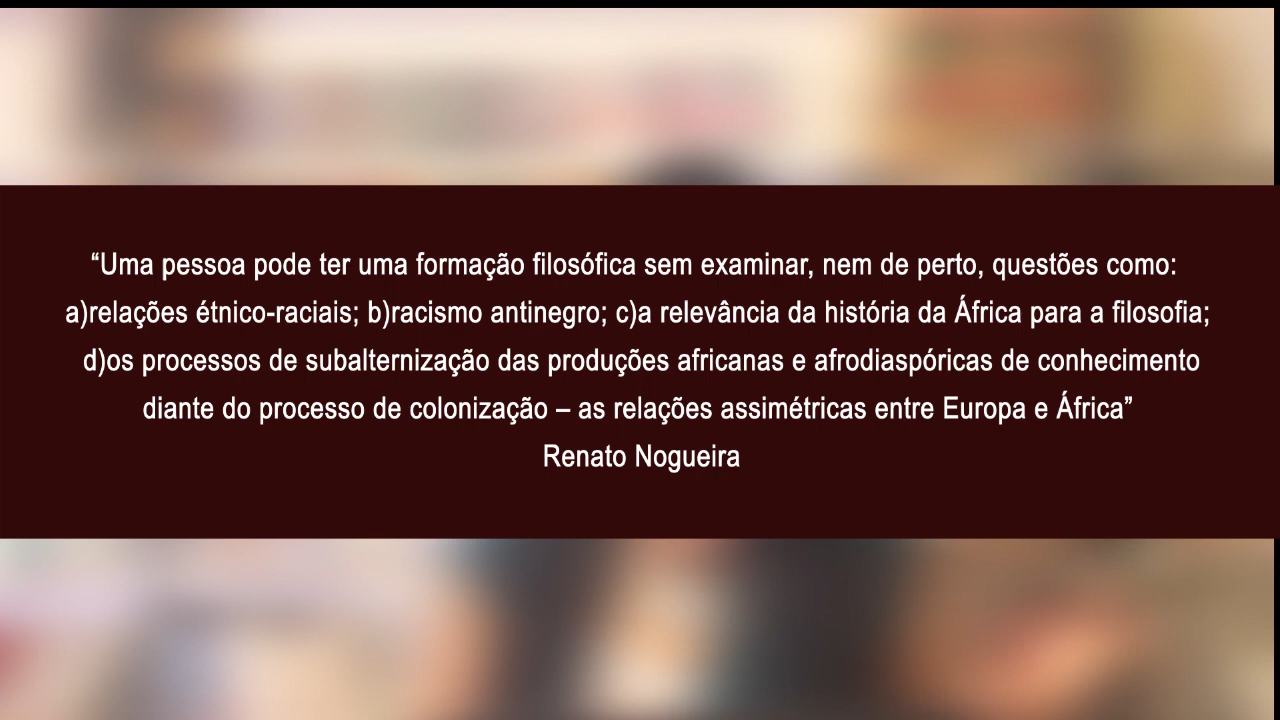 “Uma pessoa pode ter uma formação filosófica sem examinar, nem de perto, questões como:
a)relações étnico-raciais; b)racismo antinegro; c)a relevância da história da África para a filosofia;
d)os processos de subalternização das produções africanas e afrodiaspóricas de conhecimento
diante do processo de colonização – as relações assimétricas entre Europa e África”
Renato Nogueira